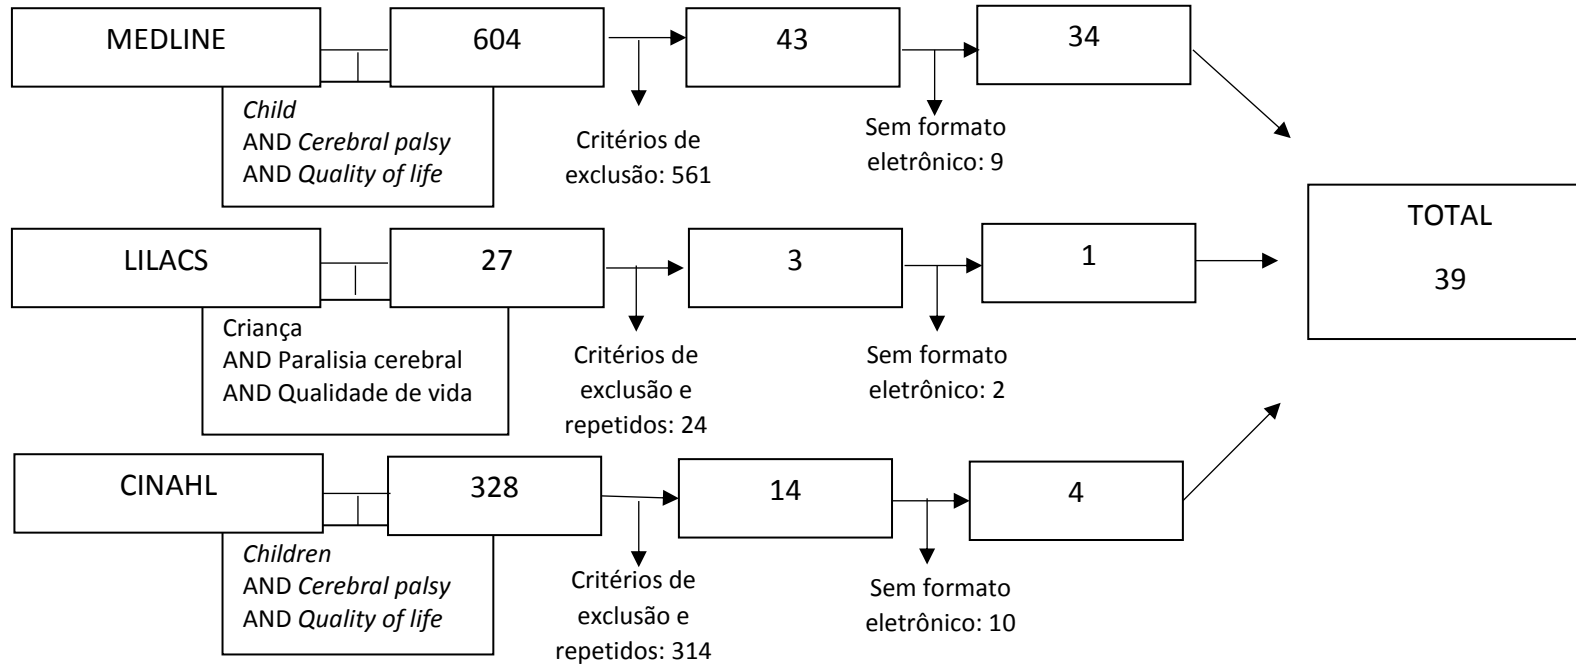 MEDLINE
604
43
34
Child
AND Cerebral palsy
AND Quality of life
Critérios de
exclusão: 561
Sem formato
eletrônico: 9
LILACS
27
3
1
Criança
AND Paralisia cerebral
AND Qualidade de vida
Critérios de
exclusão e
repetidos: 24
Sem formato
eletrônico: 2
CINAHL
328
14
4
Children
AND Cerebral palsy
AND Quality of life
Critérios de
exclusão e
repetidos: 314
Sem formato
eletrônico: 10
TOTAL
39